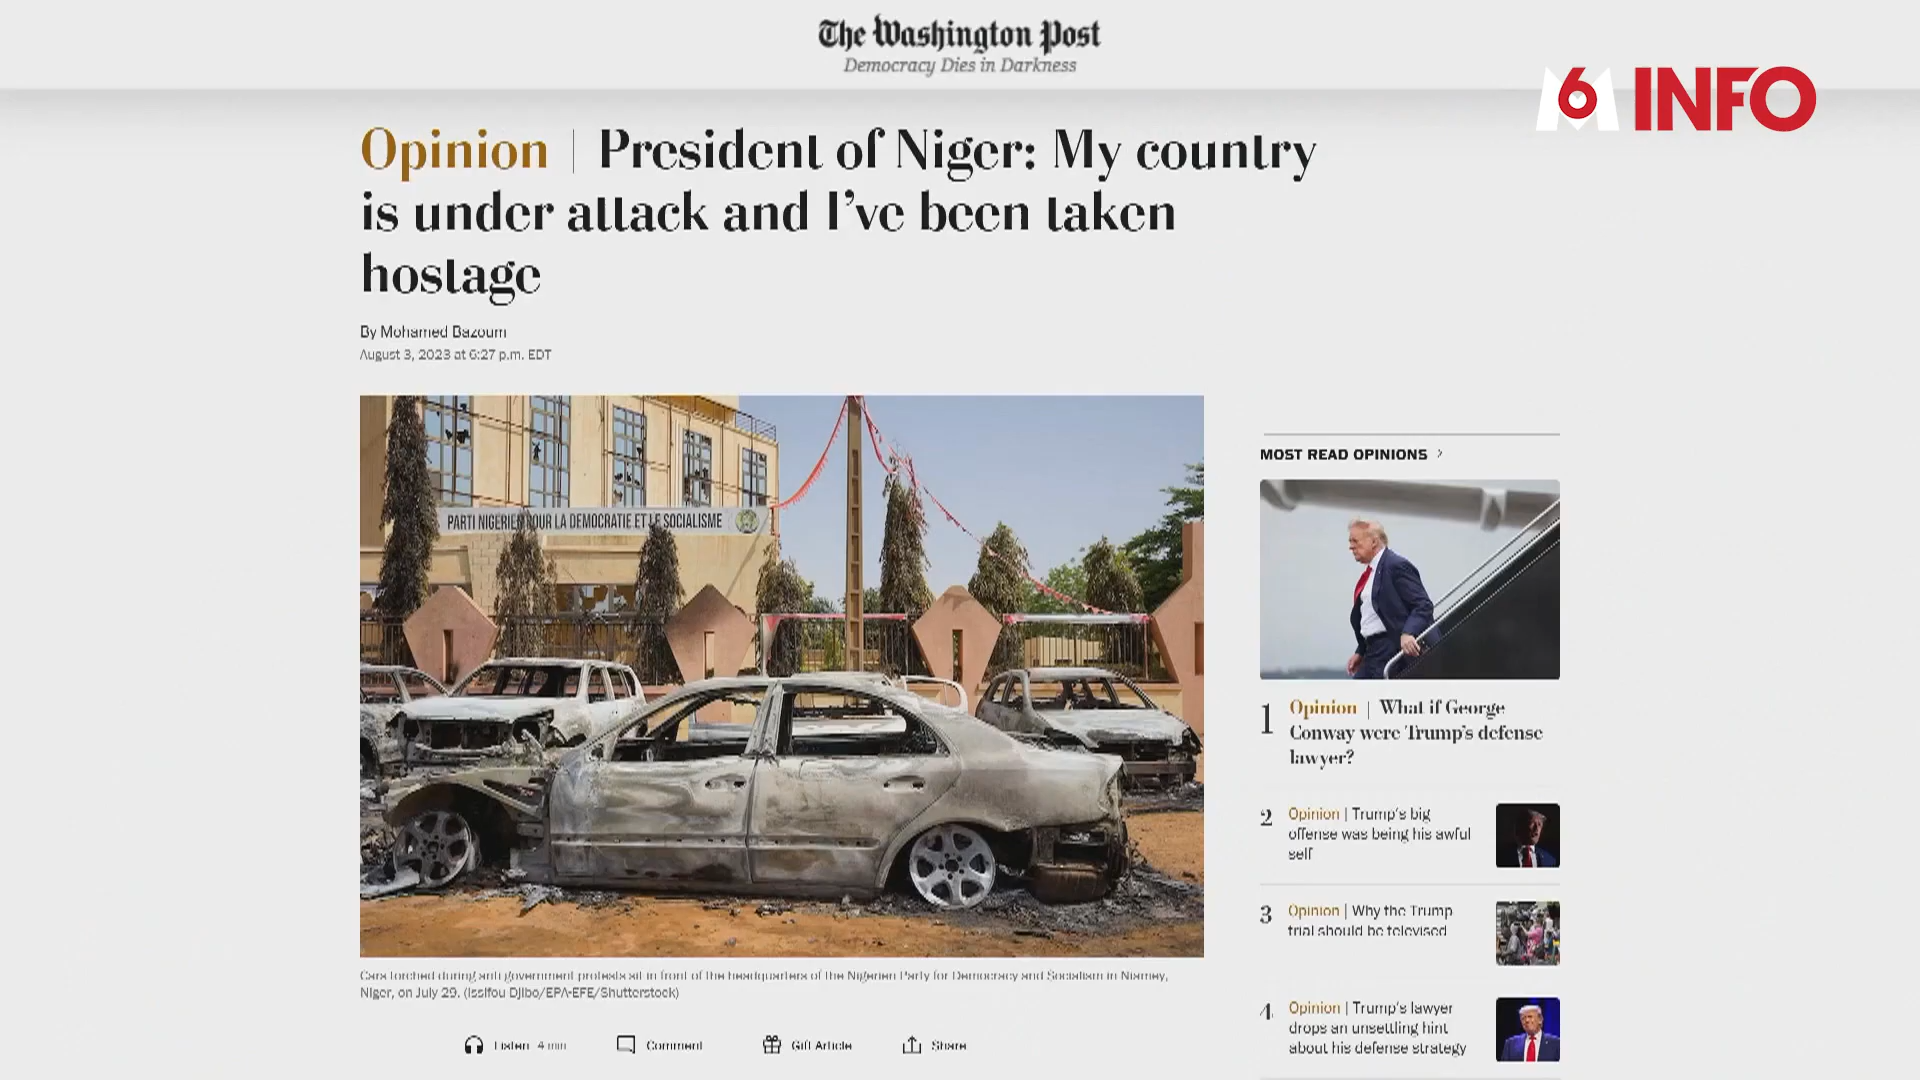 The Washington Post
Democracy Dies in Darkness
M6 INFO
Opinion | President of Niger: My country
is under attack and I've been taken
hostage
By Mohamed Bazoum
August 3, 2023 at 6:27 p.m. EDT
PARTI NIGERIEN POUR LA DEMOCRATIE ET LE SOCIALISME
Cars torched during anti government protests sit in front of the headquarters of the Nigerien Party for Democracy and Socialism in Niamey,
Niger, on July 29. (Issifou Djibo/EPA-EFE/Shutterstock)
Listen 4 min
Comment
Gift Article
Share
MOST READ OPINIONS >
1 Opinion | What if George
Conway were Trump's defense
lawyer?
2 Opinion | Trump's big
offense was being his awful
self
3 Opinion | Why the Trump
trial should be televised
4 Opinion | Trump's lawyer
drops an unsettling hint
about his defense strategy